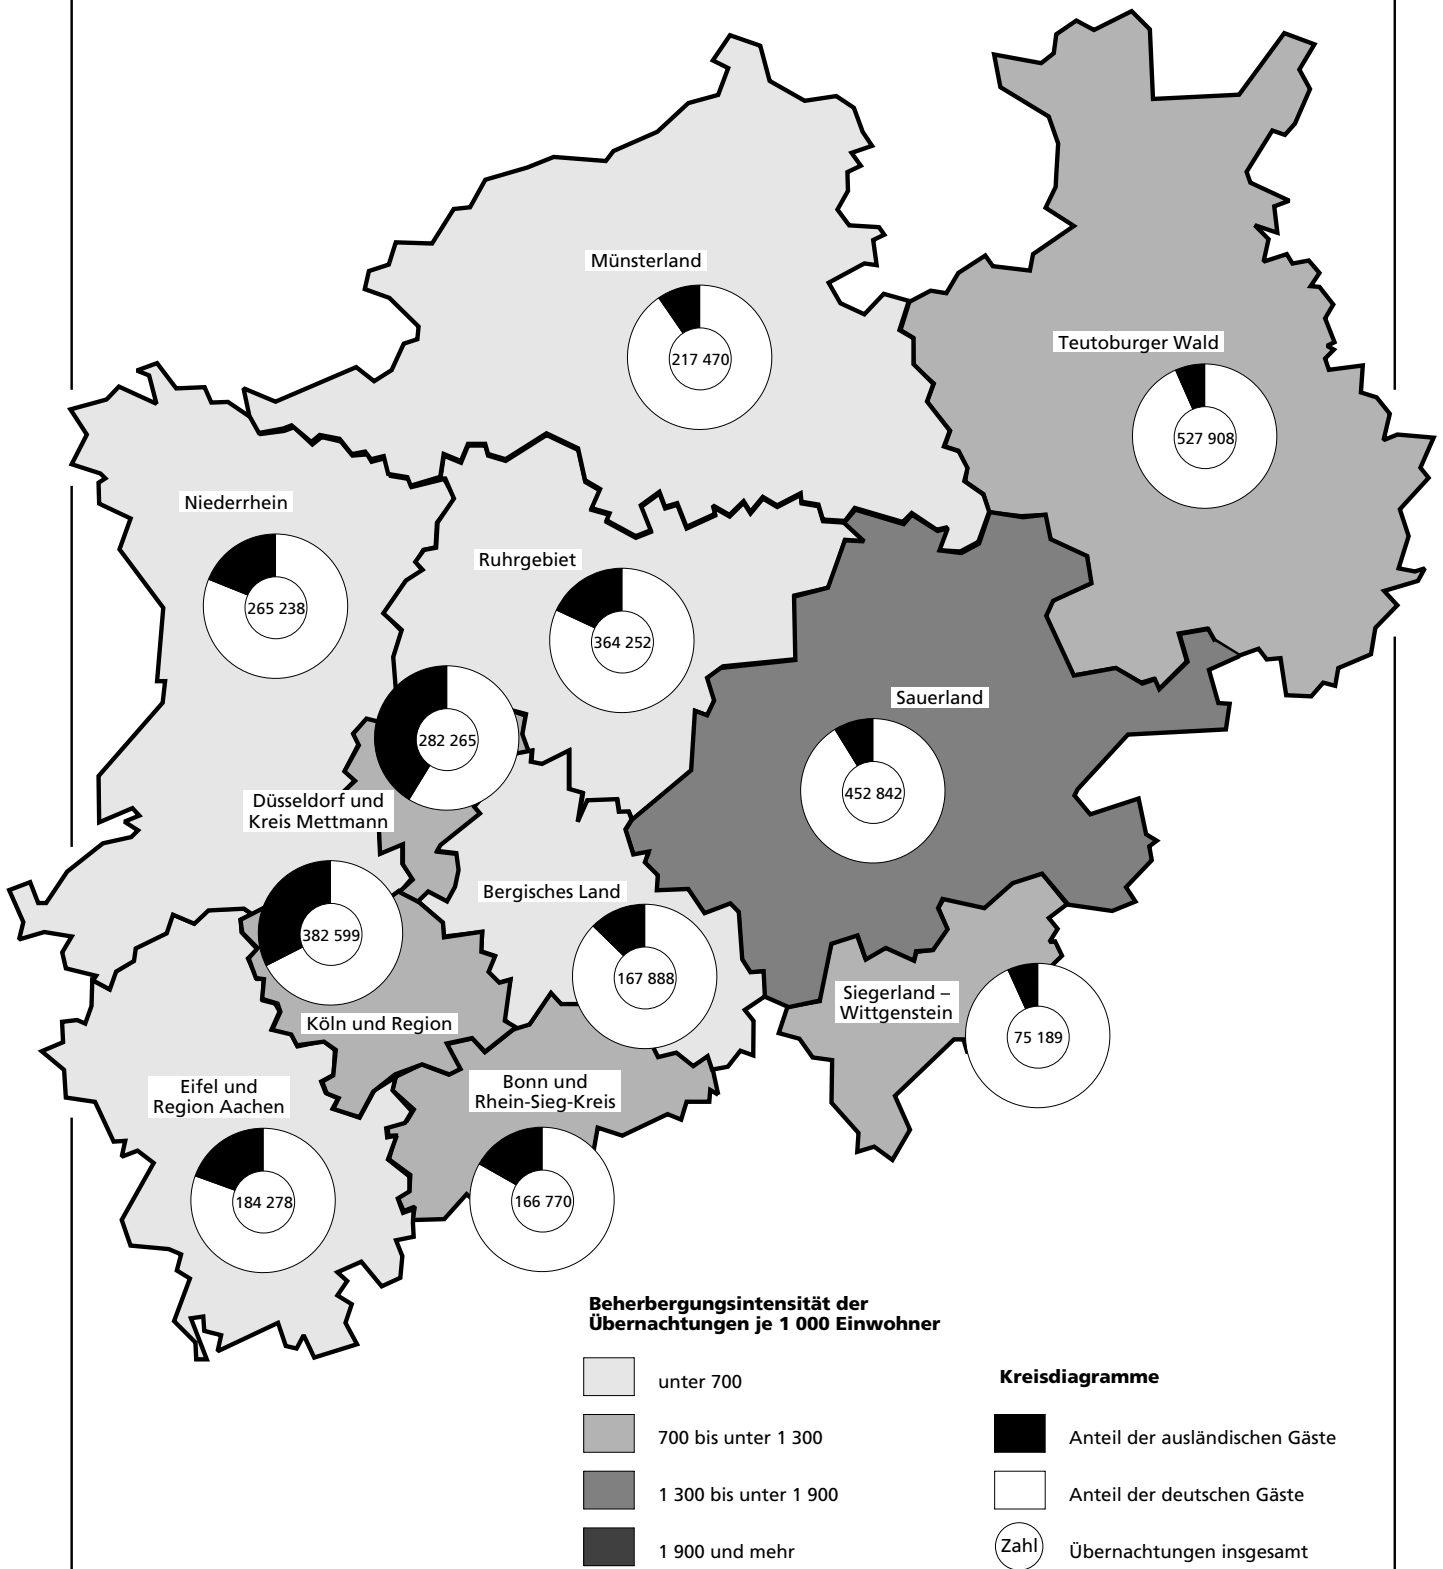 Münsterland
217 470
Teutoburger Wald
527 908
Niederrhein
265 238
Ruhrgebiet
364 252
Sauerland
452 842
282 265
Düsseldorf und
Kreis Mettmann
382 599
Köln und Region
Bergisches Land
167 888
Siegerland –
Wittgenstein
75 189
Eifel und
Region Aachen
184 278
Bonn und
Rhein-Sieg-Kreis
166 770
Beherbergungsintensität der
Übernachtungen je 1 000 Einwohner
unter 700
700 bis unter 1 300
1 300 bis unter 1 900
1 900 und mehr
Kreisdiagramme
Anteil der ausländischen Gäste
Anteil der deutschen Gäste
Zahl
Übernachtungen insgesamt